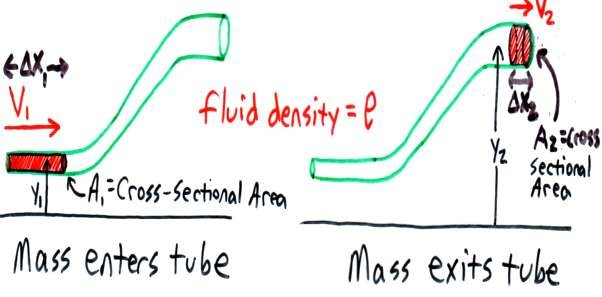 ΔX₁
V₁
y₁
A₁=Cross-Sectional Area
Mass enters tube
fluid density = ρ
V₂
ΔX₂
y₂
A₂=Cross
sectional
Area
Mass exits tube